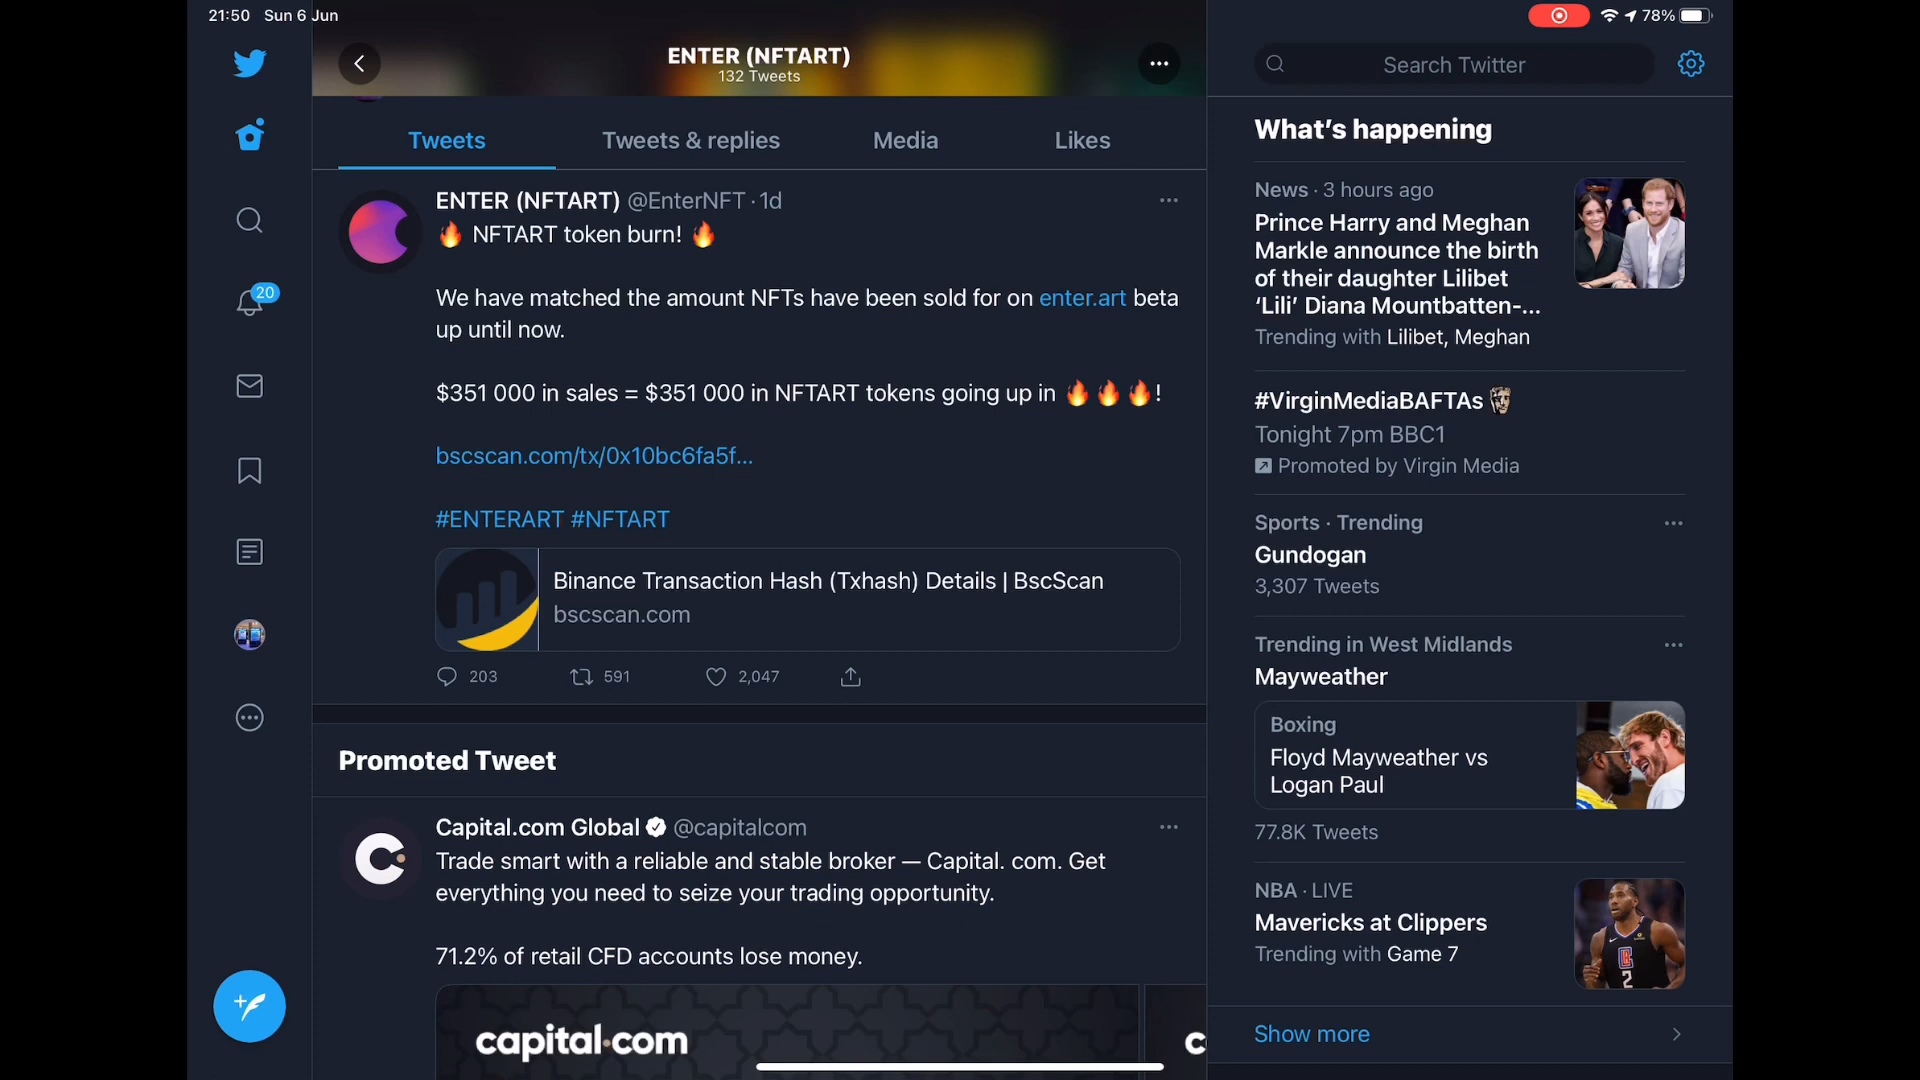 21:50 Sun 6 Jun
78%
ENTER (NFTART)
132 Tweets
Tweets
Tweets & replies
Media
Likes
ENTER (NFTART) @EnterNFT · 1d
🔥 NFTART token burn! 🔥
We have matched the amount NFTs have been sold for on enter.art beta
up until now.
$351 000 in sales = $351 000 in NFTART tokens going up in 🔥🔥🔥!
bscscan.com/tx/0x10bc6fa5f...
#ENTERART #NFTART
Binance Transaction Hash (Txhash) Details | BscScan
bscscan.com
203
591
2,047
20
Promoted Tweet
Capital.com Global @capitalcom
Trade smart with a reliable and stable broker — Capital. com. Get
everything you need to seize your trading opportunity.
71.2% of retail CFD accounts lose money.
capital.com
c
Search Twitter
What's happening
News · 3 hours ago
Prince Harry and Meghan
Markle announce the birth
of their daughter Lilibet
‘Lili’ Diana Mountbatten-...
Trending with Lilibet, Meghan
#VirginMediaBAFTAs
Tonight 7pm BBC1
Promoted by Virgin Media
Sports · Trending
Gundogan
3,307 Tweets
Trending in West Midlands
Mayweather
Boxing
Floyd Mayweather vs
Logan Paul
77.8K Tweets
NBA · LIVE
Mavericks at Clippers
Trending with Game 7
2
Show more